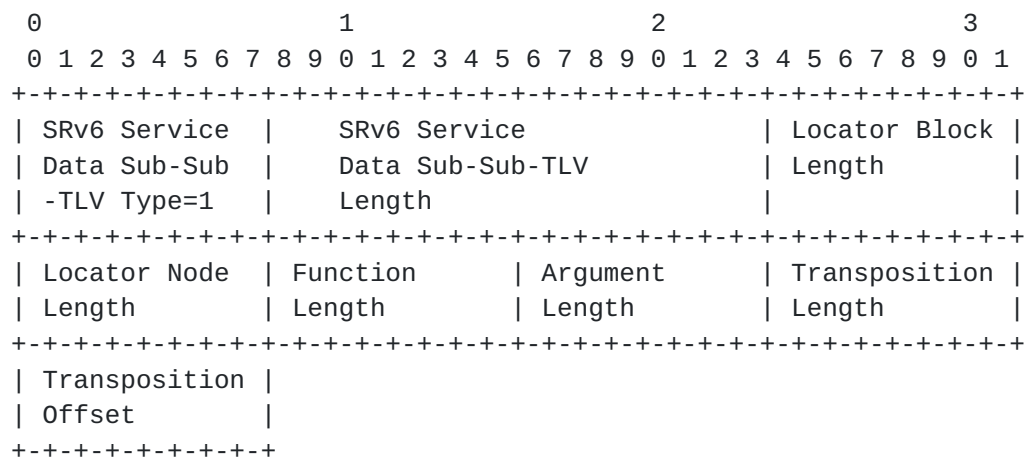 0                   1                   2                   3
 0 1 2 3 4 5 6 7 8 9 0 1 2 3 4 5 6 7 8 9 0 1 2 3 4 5 6 7 8 9 0 1
+-+-+-+-+-+-+-+-+-+-+-+-+-+-+-+-+-+-+-+-+-+-+-+-+-+-+-+-+-+-+-+-+
| SRv6 Service  |    SRv6 Service               | Locator Block |
| Data Sub-Sub  |    Data Sub-Sub-TLV           | Length        |
| -TLV Type=1   |    Length                     |               |
+-+-+-+-+-+-+-+-+-+-+-+-+-+-+-+-+-+-+-+-+-+-+-+-+-+-+-+-+-+-+-+-+
| Locator Node  | Function      | Argument      | Transposition |
| Length        | Length        | Length        | Length        |
+-+-+-+-+-+-+-+-+-+-+-+-+-+-+-+-+-+-+-+-+-+-+-+-+-+-+-+-+-+-+-+-+
| Transposition |
| Offset        |
+-+-+-+-+-+-+-+-+